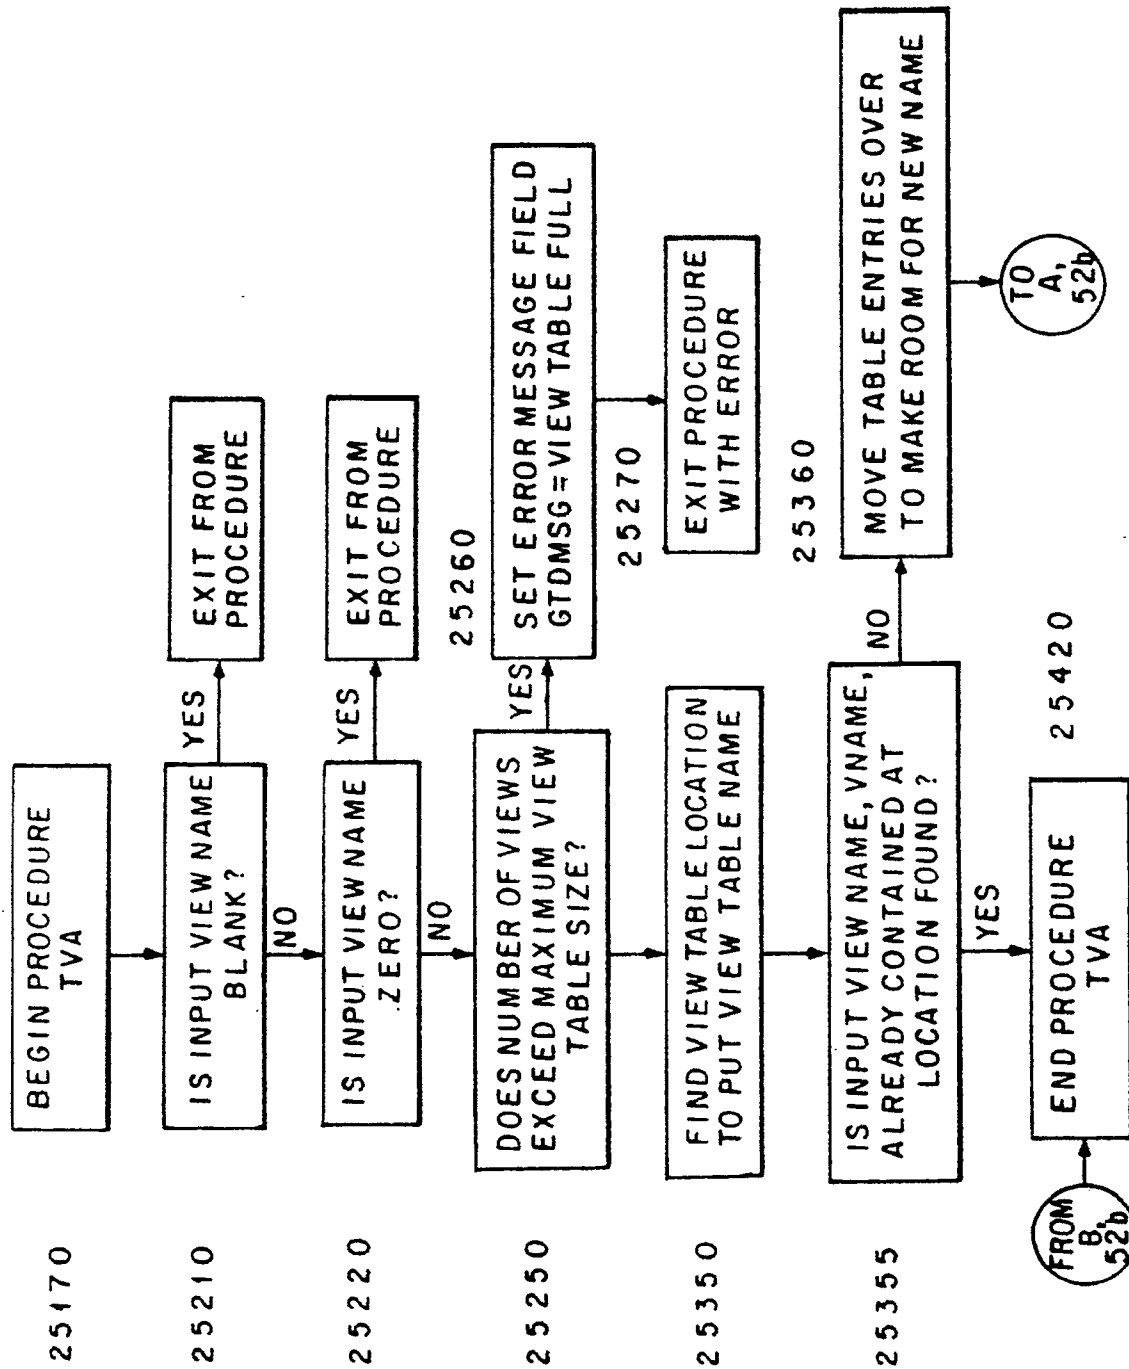 25170
BEGIN PROCEDURE
TVA
25210
IS INPUT VIEW NAME
BLANK?
YES
EXIT FROM
PROCEDURE
NO
25220
IS INPUT VIEW NAME
ZERO?
YES
EXIT FROM
PROCEDURE
NO
25250
DOES NUMBER OF VIEWS
EXCEED MAXIMUM VIEW
TABLE SIZE?
YES
25260
SET ERROR MESSAGE FIELD
GTDMSG=VIEW TABLE FULL
25270
EXIT PROCEDURE
WITH ERROR
25350
FIND VIEW TABLE LOCATION
TO PUT VIEW TABLE NAME
25355
IS INPUT VIEW NAME, VNAME,
ALREADY CONTAINED AT
LOCATION FOUND?
NO
25360
MOVE TABLE ENTRIES OVER
TO MAKE ROOM FOR NEW NAME
TO
A,
52b
YES
25420
FROM
B,
52b
END PROCEDURE
TVA